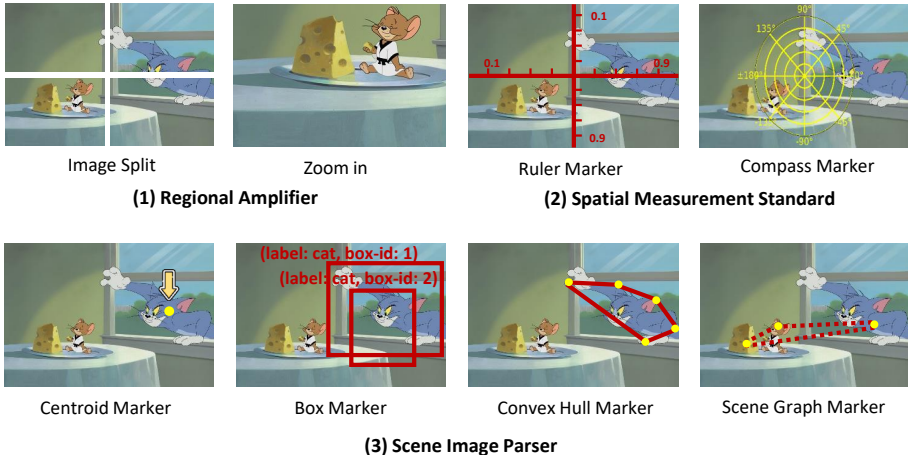 0.1
0.1
0.9
0.9
90°
135°
45°
±180°
-90°
Image Split
Zoom in
Ruler Marker
Compass Marker
(1) Regional Amplifier
(2) Spatial Measurement Standard
(label: cat, box-id: 1)
(label: cat, box-id: 2)
Centroid Marker
Box Marker
Convex Hull Marker
Scene Graph Marker
(3) Scene Image Parser